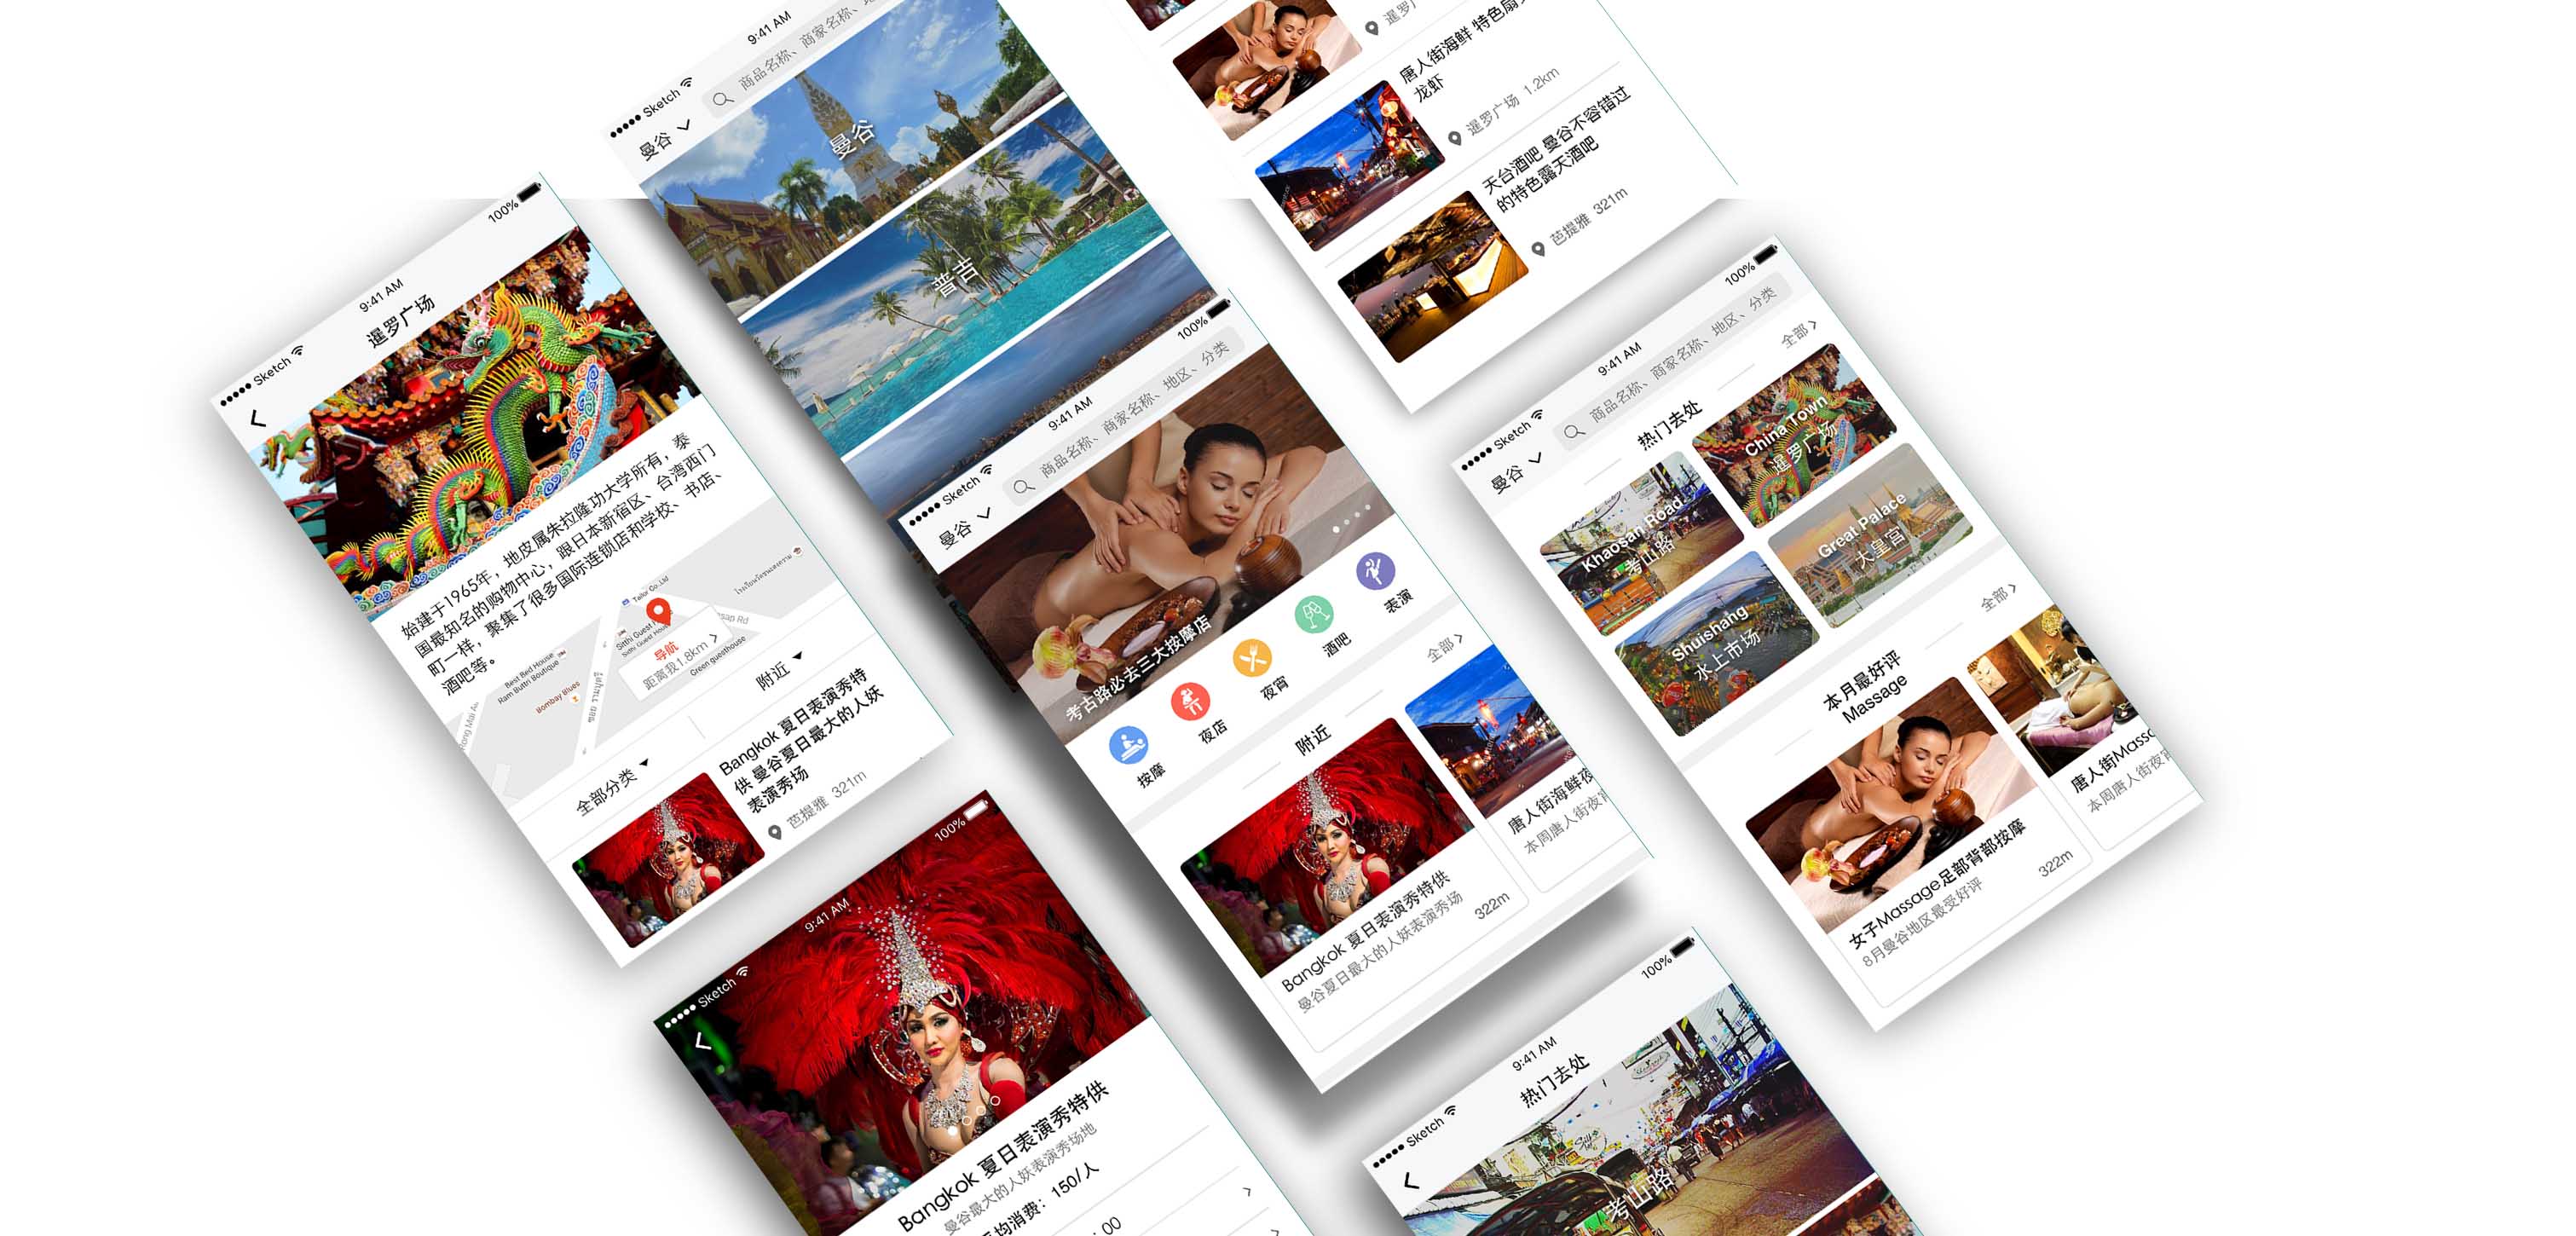 Sketch
9:41 AM
100%
暹罗广场
始建于1965年，地皮属朱拉隆功大学所有，泰
国最知名的购物中心，跟日本新宿区、台湾西门
町一样，聚集了很多国际连锁店和学校、书店、
酒吧等。
Tailor Co.,Ltd
Best Bed House
Ram Buttri Boutique
Bombay Blues
Green guesthouse
导航
距离我1.8km
全部分类
附近
Bangkok 夏日表演秀特
供 曼谷夏日最大的人妖
表演秀场
芭提雅 321m
Sketch
9:41 AM
曼谷
商品名称、商家名称、
曼谷
普吉
唐人街海鲜 特色
龙虾
暹罗广场 1.2km
天台酒吧 曼谷不容错过
的特色露天酒吧
芭提雅 321m
Sketch
9:41 AM
100%
曼谷
商品名称、商家名称、地区、分类
考古路必去三大按摩店
按摩
夜店
夜宵
酒吧
表演
附近
全部
Bangkok 夏日表演秀特供
曼谷夏日最大的人妖表演秀场
322m
唐人街海鲜夜
本周唐人街夜宵
Sketch
9:41 AM
100%
曼谷
商品名称、商家名称、地区、分类
热门去处
全部
Khaosan Road
考山路
China Town
暹罗广场
Shuishang
水上市场
Great Palace
大皇宫
本月最好评
Massage
全部
女子Massage足部背部按摩
8月曼谷地区最受好评
322m
唐人街Massa
本周唐人街夜宵
Sketch
9:41 AM
100%
Bangkok 夏日表演秀特供
曼谷最大的人妖表演秀场地
均消费：150/人
Sketch
9:41 AM
100%
热门去处
考山路